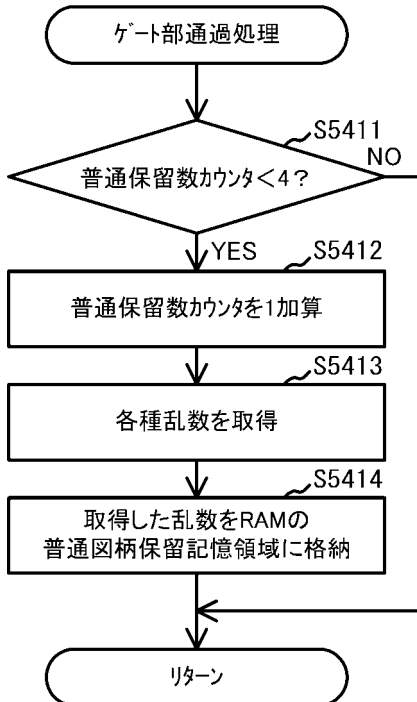 ゲート部通過処理
S5411
NO
普通保留数カウンタ<4?
YES
S5412
普通保留数カウンタを1加算
S5413
各種乱数を取得
S5414
取得した乱数をRAMの
普通図柄保留記憶領域に格納
リターン